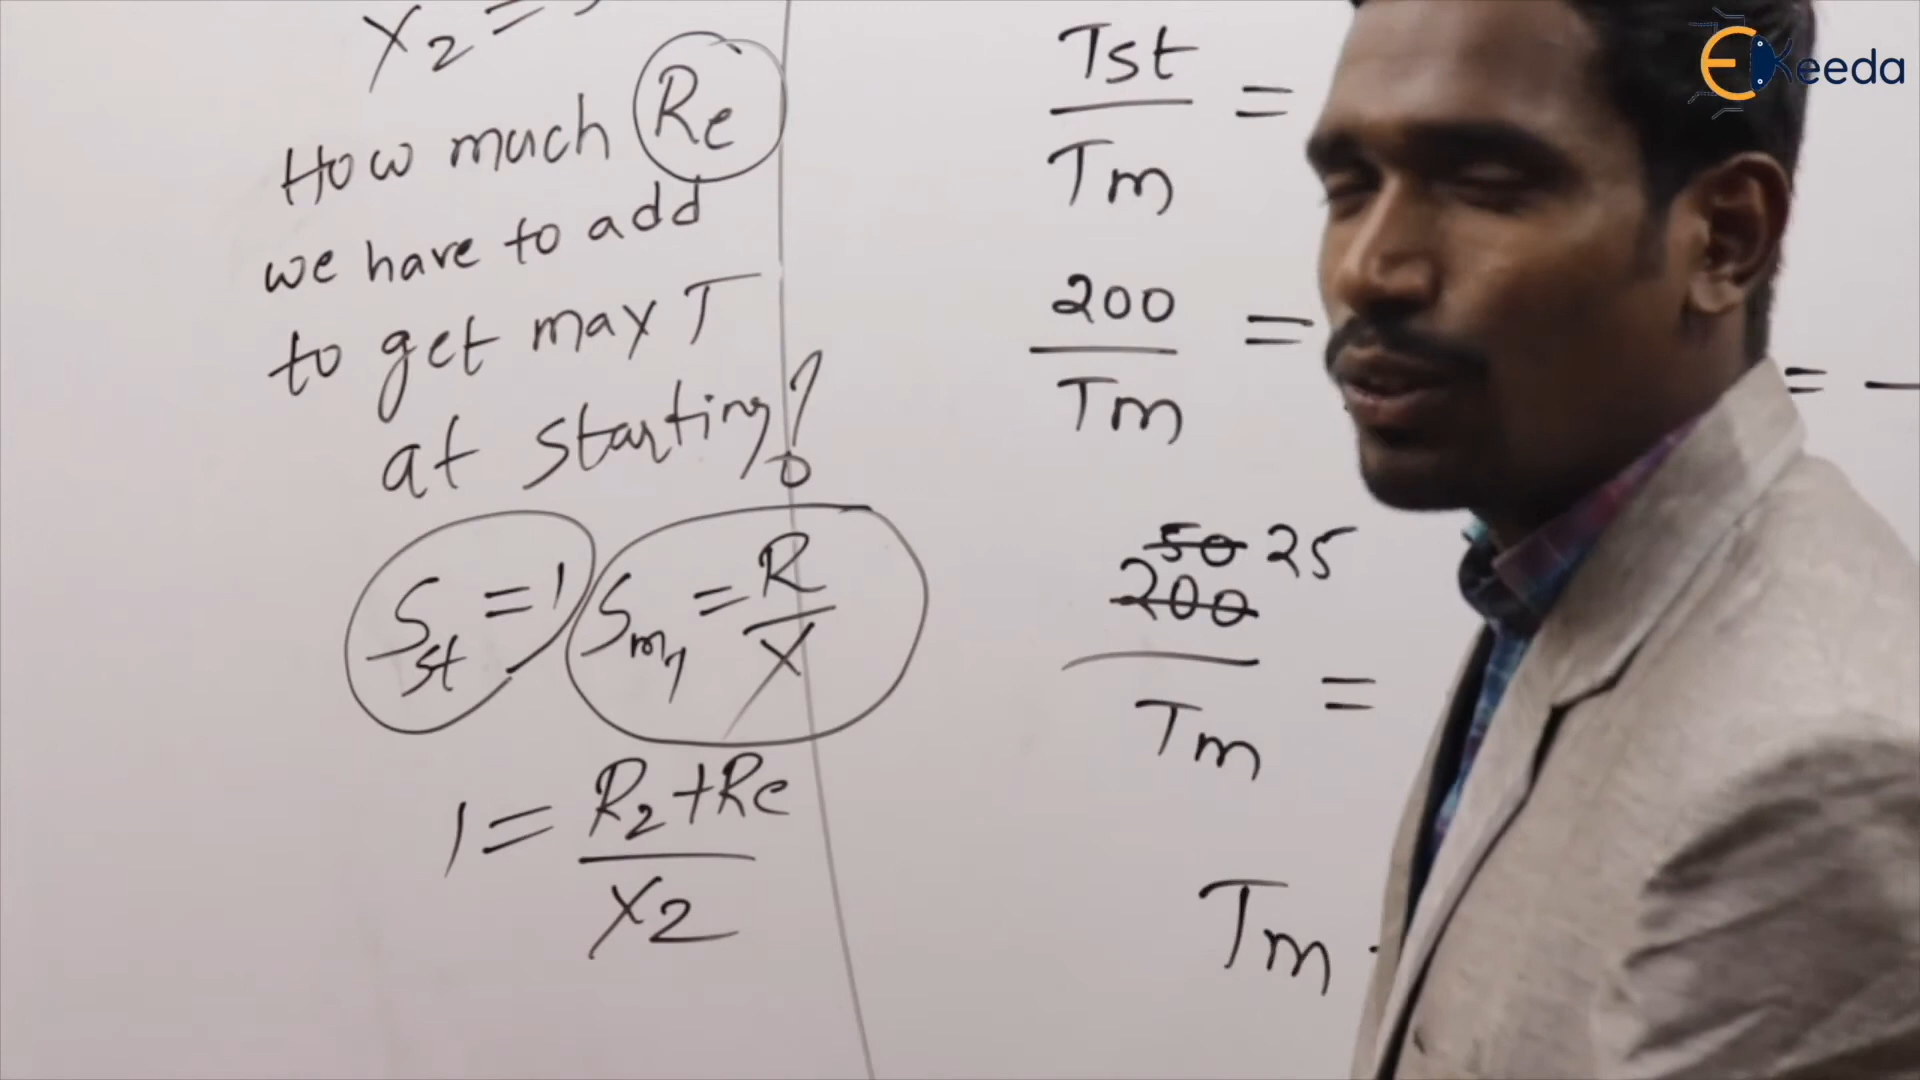 X2 =
How much Re
we have to add
to get max T
at starting?
Sst = 1 Sm, = R
X
1 = R2 + Re
X2
Tst
=
Tm
200
=
Tm
= -
50 25
200
=
Tm
Tm
EKeeda